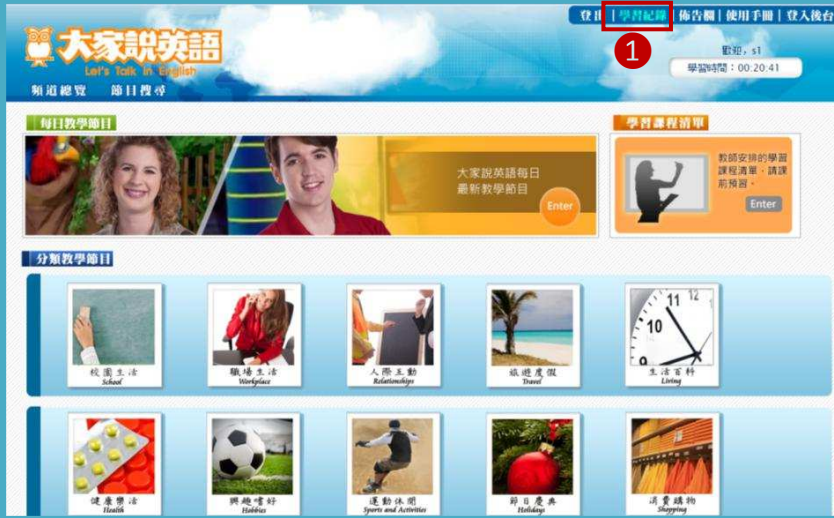 登出 | 學習紀錄 | 佈告欄 | 使用手冊 | 登入後台
1
大家說英語
Let's Talk In English
歡迎, s1
學習時間:00:20:41
頻道總覽 節目搜尋
每日教學節目
大家說英語每日
最新教學節目
Enter
學習課程清單
教師安排的學習
課程清單,請課
前預習。
Enter
分類教學節目
校園生活
School
職場生活
Workplace
人際互動
Relationships
旅遊度假
Travel
11 12
10
9
生活百科
Living
健康樂活
Health
興趣嗜好
Hobbies
運動休閒
Sports and Activities
節日慶典
Holidays
消費購物
Shopping